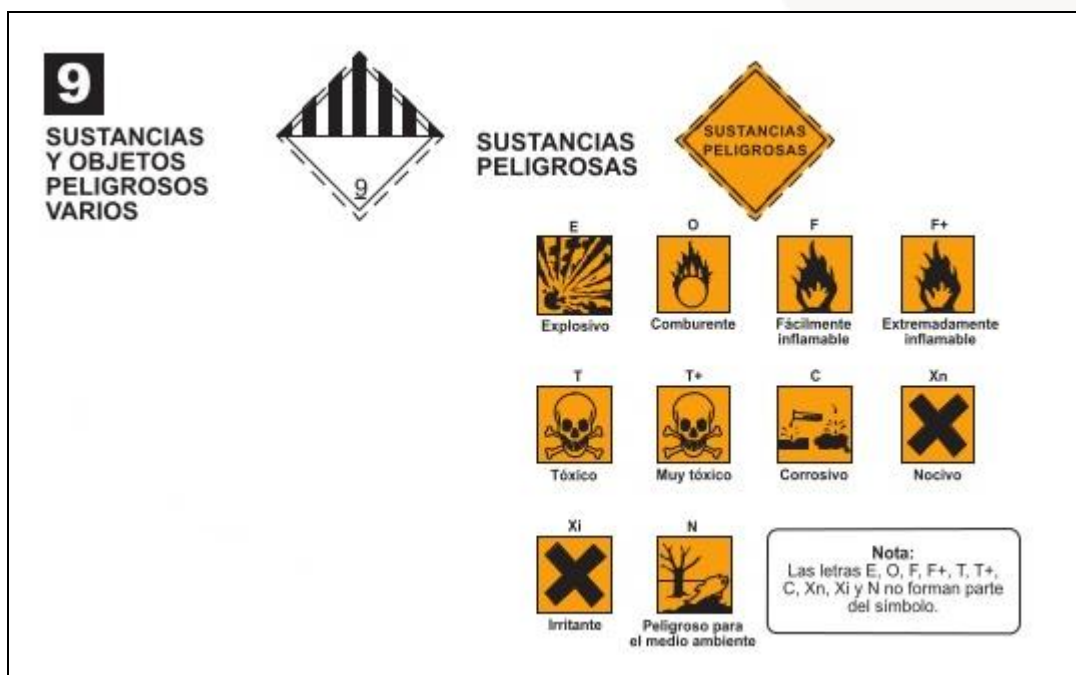 9
SUSTANCIAS
Y OBJETOS
PELIGROSOS
VARIOS
9
SUSTANCIAS
PELIGROSAS
SUSTANCIAS
PELIGROSAS
E
O
F
F+
Explosivo
Comburente
Fácilmente
inflamable
Extremadamente
inflamable
T
T+
C
Xn
Tóxico
Muy tóxico
Corrosivo
Nocivo
Xi
N
Irritante
Peligroso para
el medio ambiente
Nota:
Las letras E, O, F, F+, T, T+,
C, Xn, Xi y N no forman parte
del simbolo.